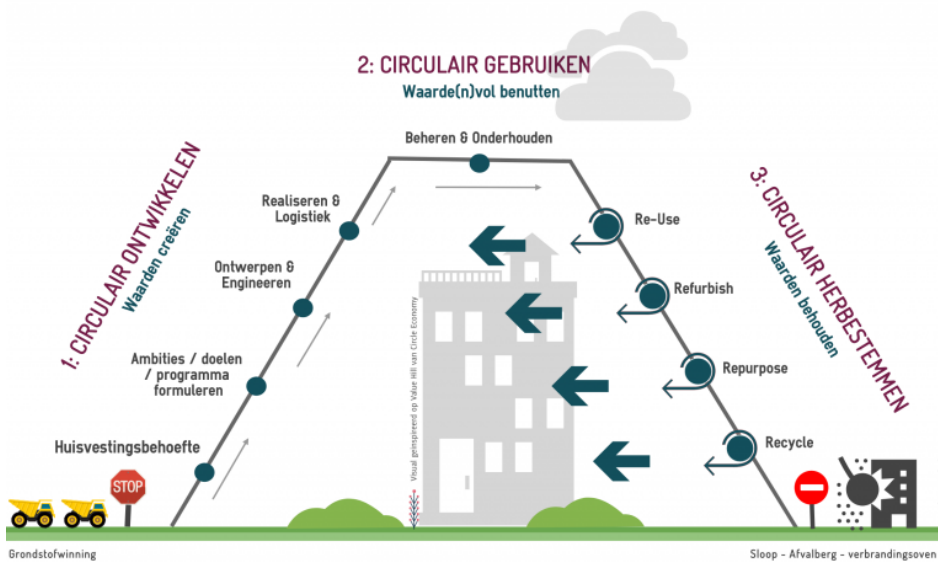 2: CIRCULAIR GEBRUIKEN
Waarde(n)vol benutten
Beheren & Onderhouden
1: CIRCULAIR ONTWIKKELEN
Waarden creëren
Realiseren &
Logistiek
Ontwerpen &
Engineeren
Ambities / doelen
/ programma
formuleren
Huisvestingsbehoefte
STOP
Grondstofwinning
Visual geïnspireerd op Value Hill van Circle Economy
3: CIRCULAIR HERBESTEMMEN
Waarden behouden
Re-Use
Refurbish
Repurpose
Recycle
Sloop - Afvalberg - verbrandingsoven